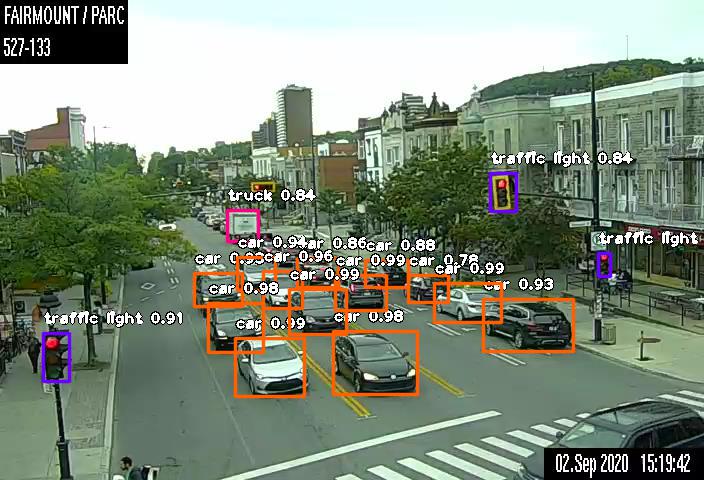 FAIRMOUNT / PARC
527-133
traffic light 0.84
truck 0.84
traffic light
car 0.94
car 0.86
car 0.88
car 0.96
car 0.99
car 0.78
car 0.99
car 0.99
car 0.98
car 0.93
traffic light 0.91
car 0.99
car 0.98
02.Sep 2020 15:19:42